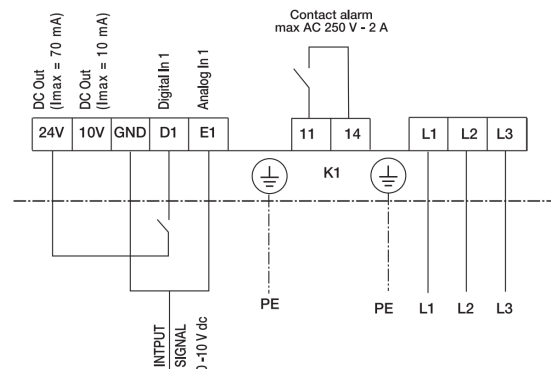 Contact alarm
max AC 250 V - 2 A
DC Out
(Imax = 70 mA)
DC Out
(Imax = 10 mA)
Digital In 1
Analog In 1
24V 10V GND D1 E1 11 14 L1 L2 L3
K1
PE PE L1 L2 L3
INTPUT
SIGNAL
-10 V dc